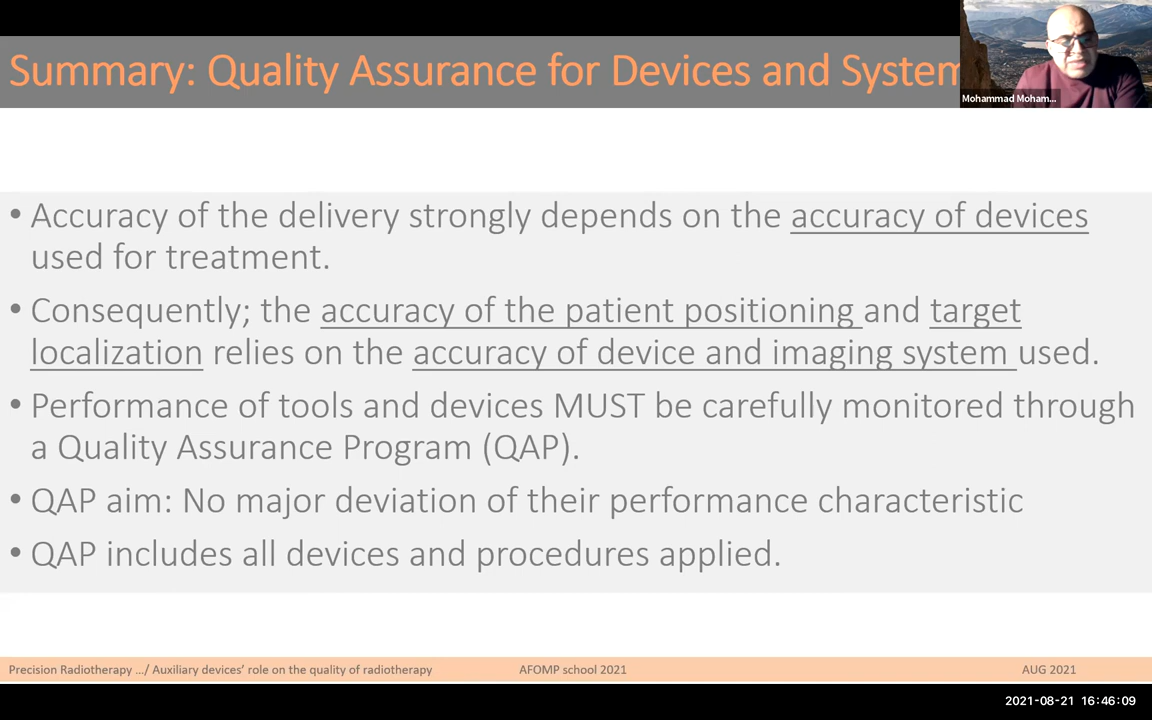 Summary: Quality Assurance for Devices and System
Mohammad Moham...
• Accuracy of the delivery strongly depends on the accuracy of devices
used for treatment.
• Consequently; the accuracy of the patient positioning and target
localization relies on the accuracy of device and imaging system used.
• Performance of tools and devices MUST be carefully monitored through
a Quality Assurance Program (QAP).
• QAP aim: No major deviation of their performance characteristic
• QAP includes all devices and procedures applied.
Precision Radiotherapy .../ Auxiliary devices' role on the quality of radiotherapy
AFOMP school 2021
AUG 2021
2021-08-21 16:46:09